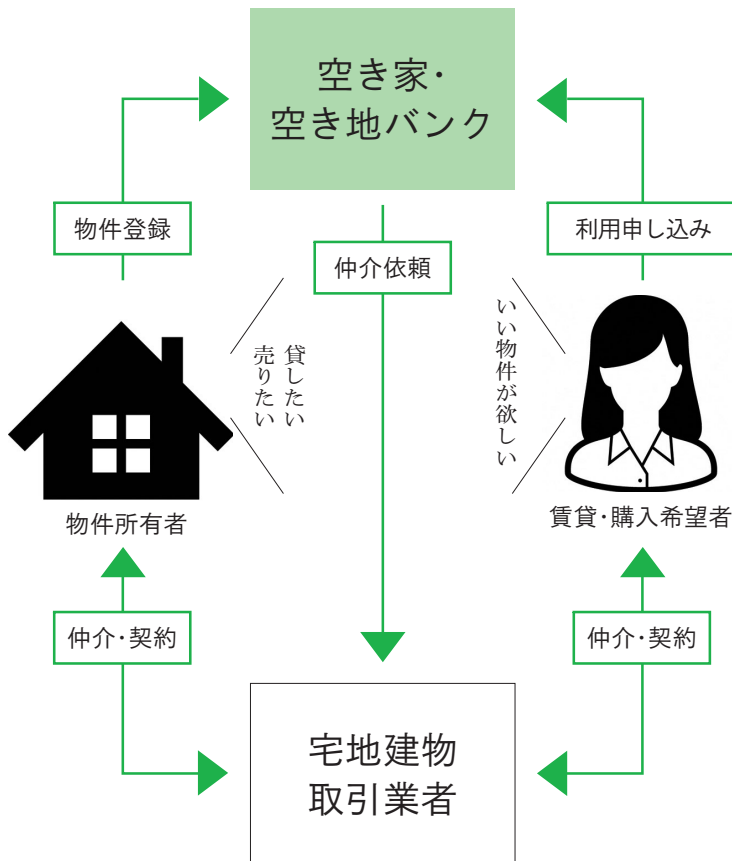 空き家・
空き地バンク
物件登録
利用申し込み
仲介依頼
貸したい
売りたい
いい物件が欲しい
物件所有者
賃貸・購入希望者
仲介・契約
仲介・契約
宅地建物
取引業者